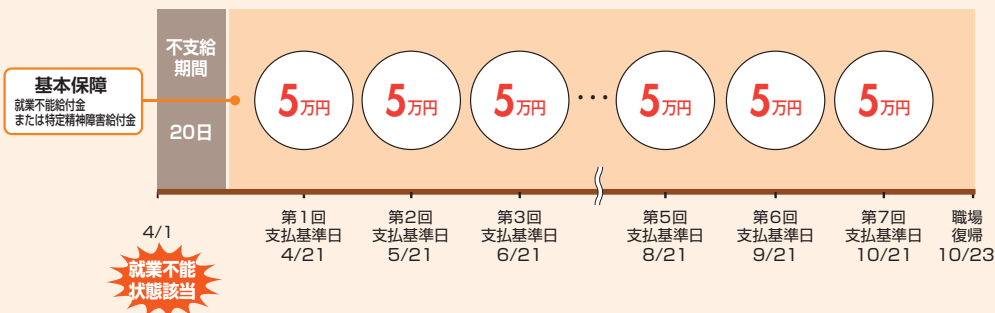 不支給
期間
20日
基本保障
就業不能給付金
または特定精神障害給付金
5万円
5万円
5万円
…
5万円
5万円
5万円
4/1
就業不能
状態該当
第1回
支払基準日
4/21
第2回
支払基準日
5/21
第3回
支払基準日
6/21
第5回
支払基準日
8/21
第6回
支払基準日
9/21
第7回
支払基準日
10/21
職場
復帰
10/23